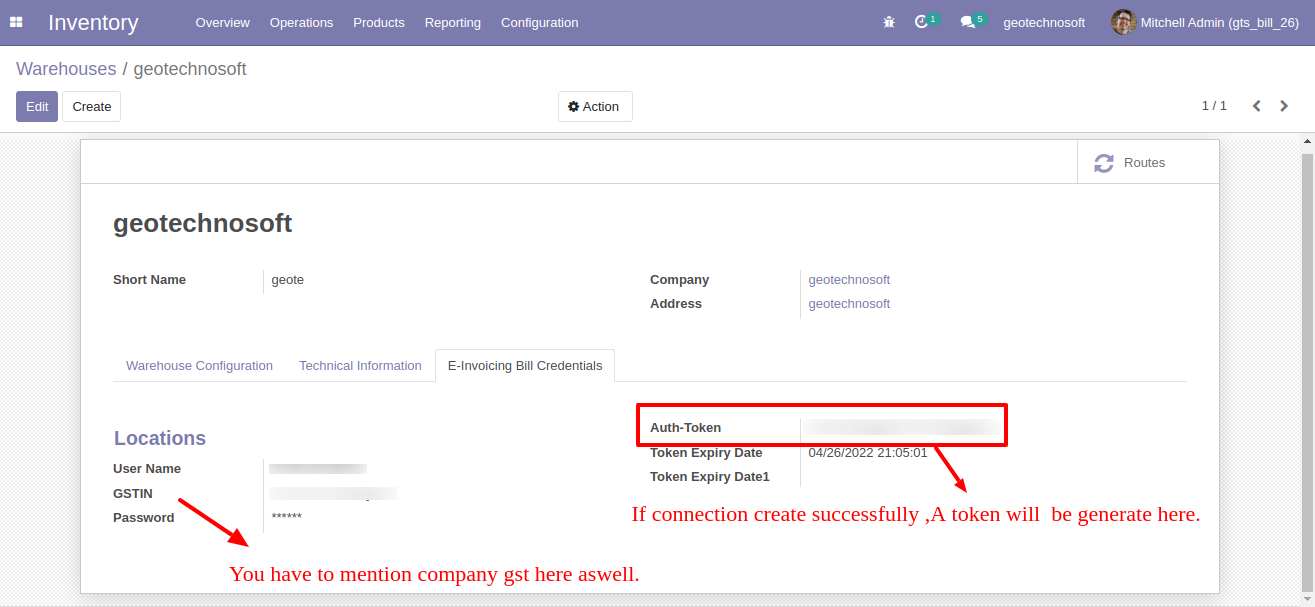 Inventory Overview Operations Products Reporting Configuration 1 5 geotechnosoft Mitchell Admin (gts_bill_26)
Warehouses / geotechnosoft
Edit Create Action 1 / 1
Routes
geotechnosoft
Short Name geote
Company geotechnosoft
Address geotechnosoft
Warehouse Configuration Technical Information E-Invoicing Bill Credentials
Locations
User Name
GSTIN
Password ******
Auth-Token
Token Expiry Date 04/26/2022 21:05:01
Token Expiry Date1
If connection create successfully ,A token will be generate here.
You have to mention company gst here aswell.